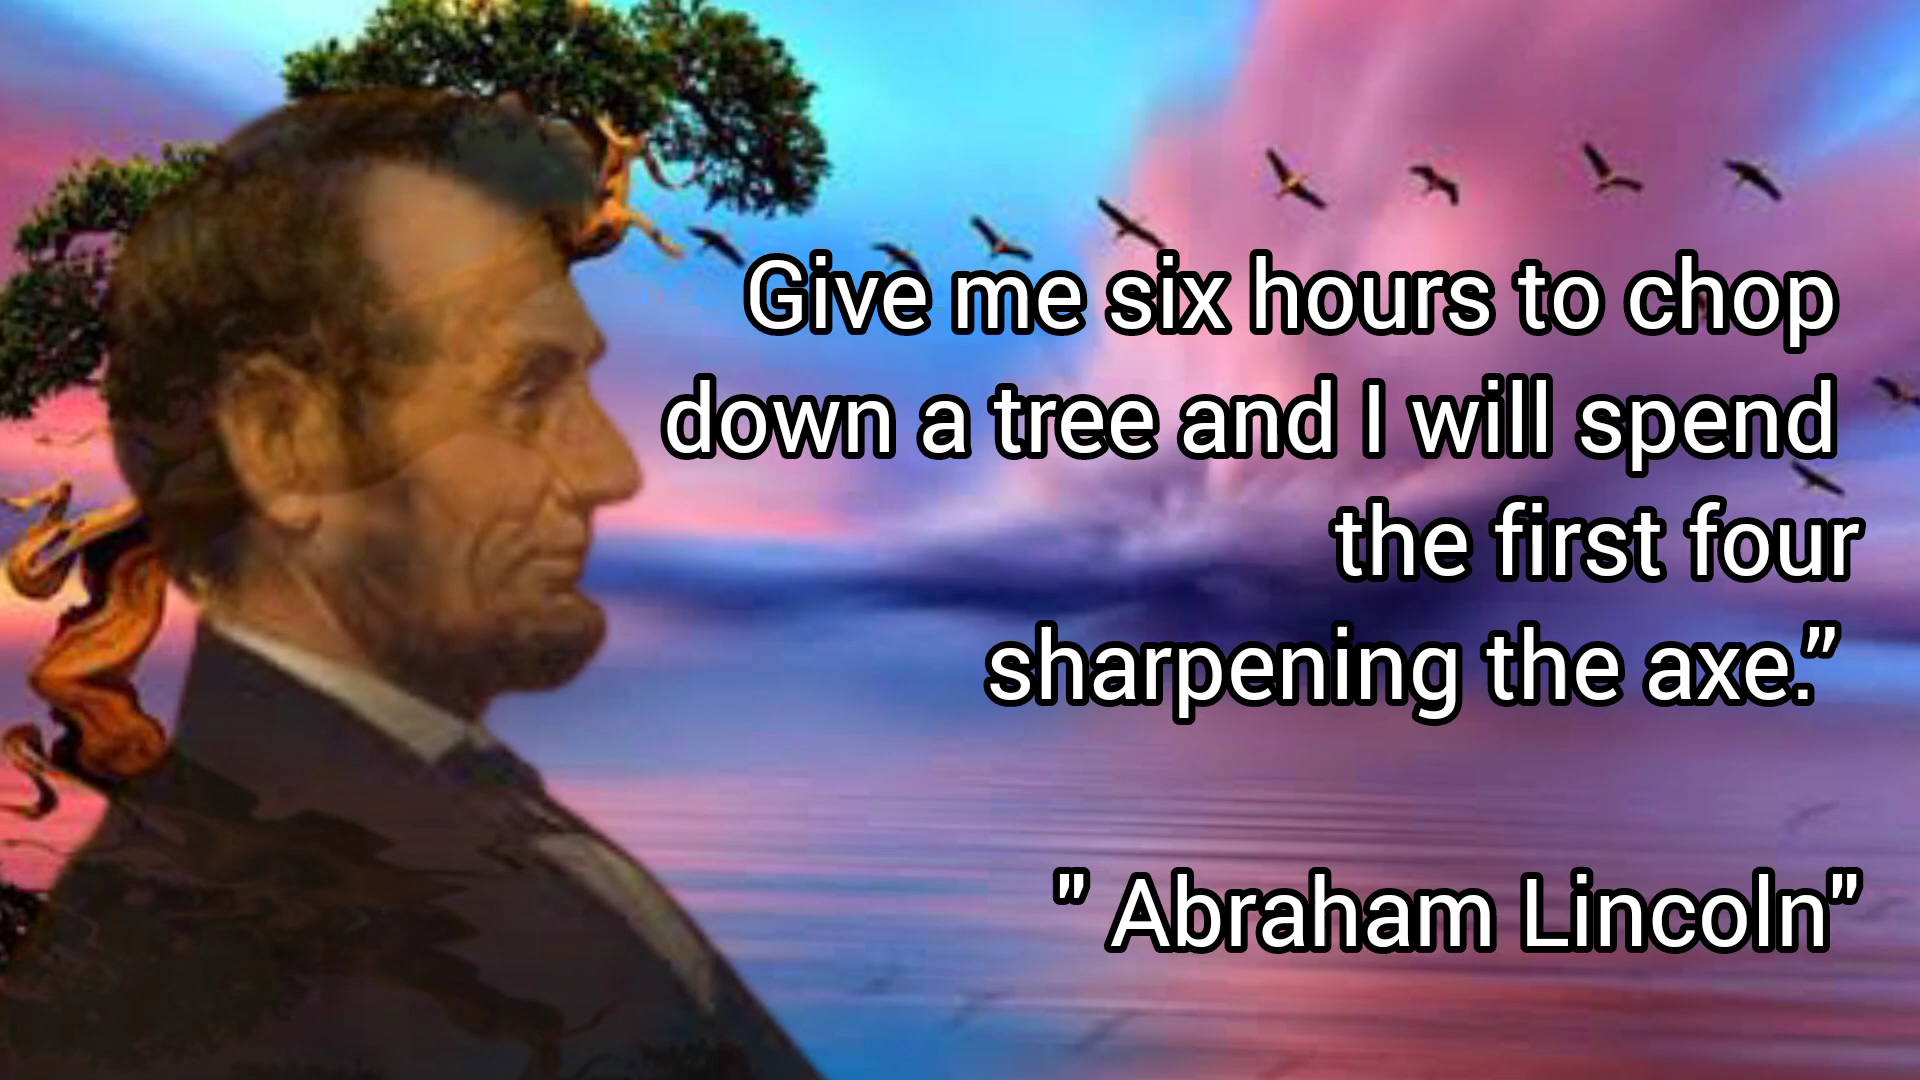 Give me six hours to chop
down a tree and I will spend
the first four
sharpening the axe.”
" Abraham Lincoln"